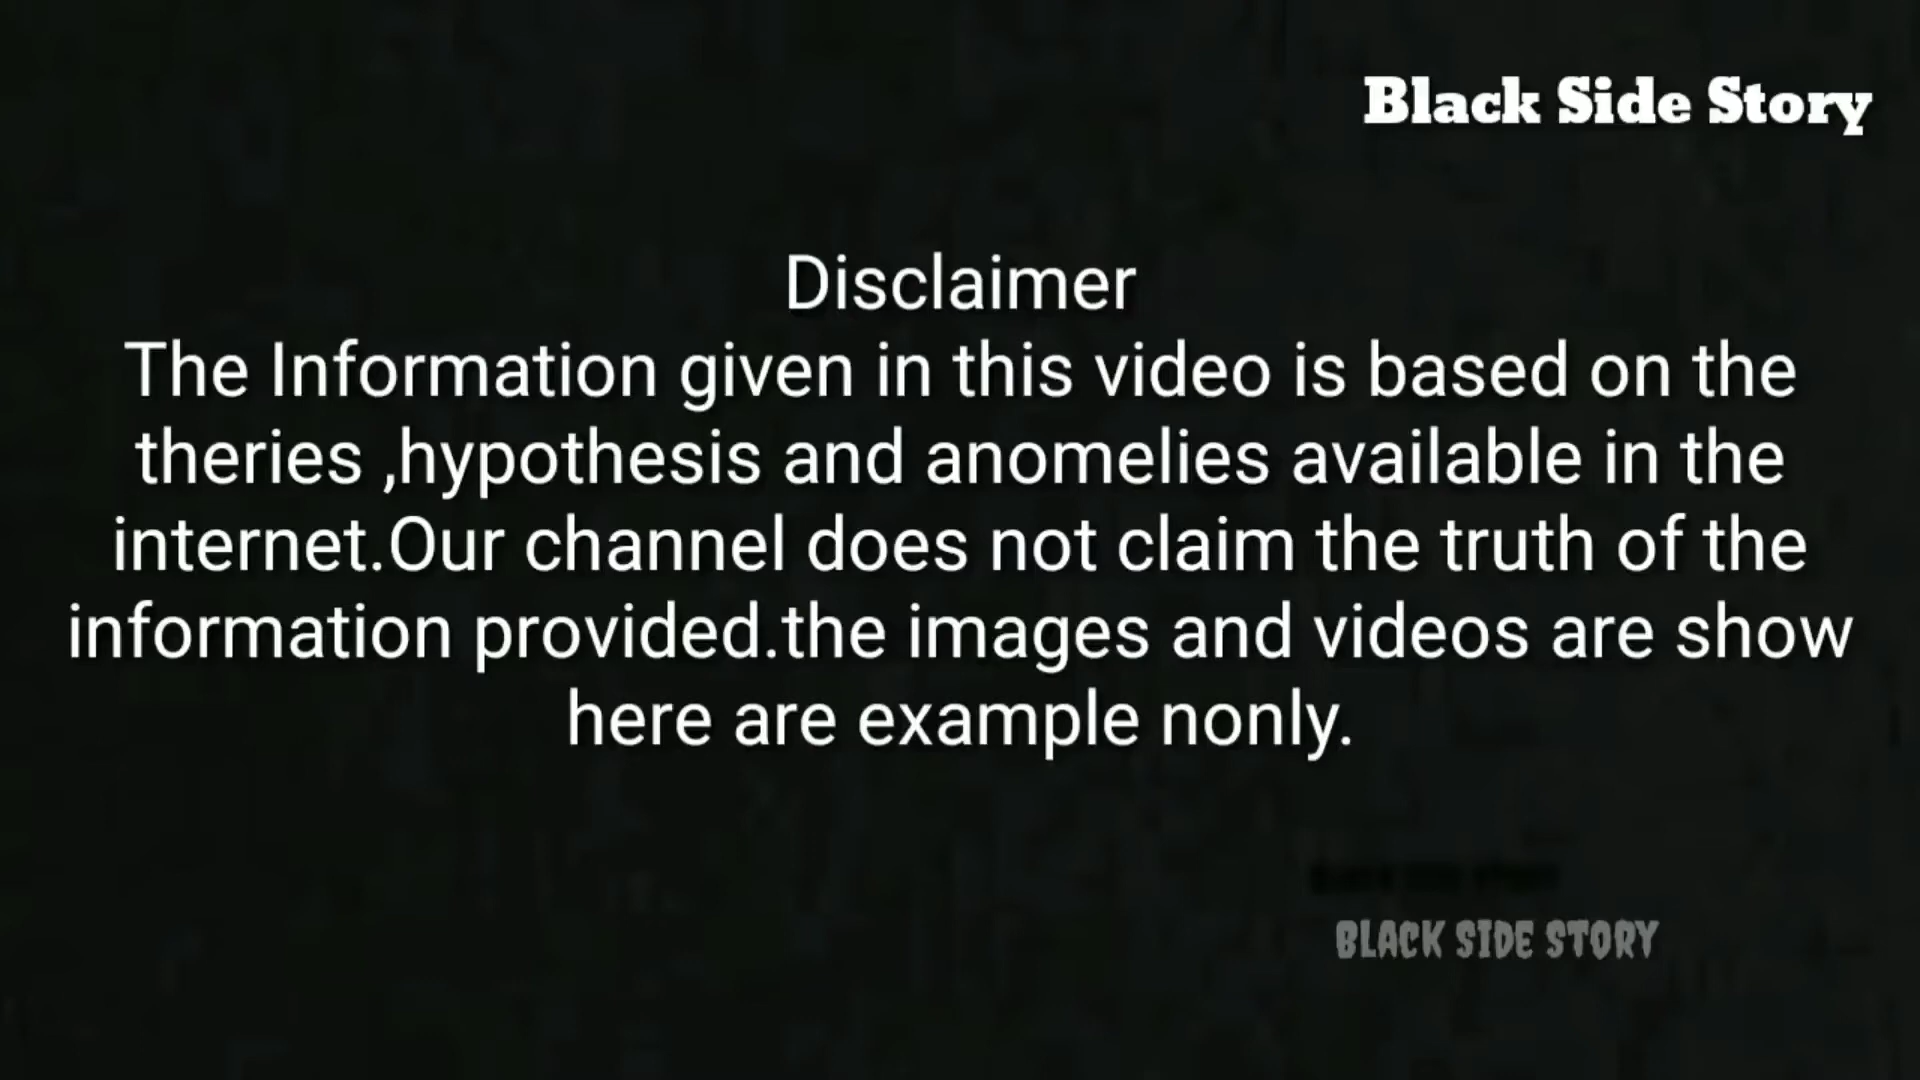 Black Side Story
Disclaimer
The Information given in this video is based on the
theries ,hypothesis and anomelies available in the
internet.Our channel does not claim the truth of the
information provided.the images and videos are show
here are example nonly.
BLACK SIDE STORY